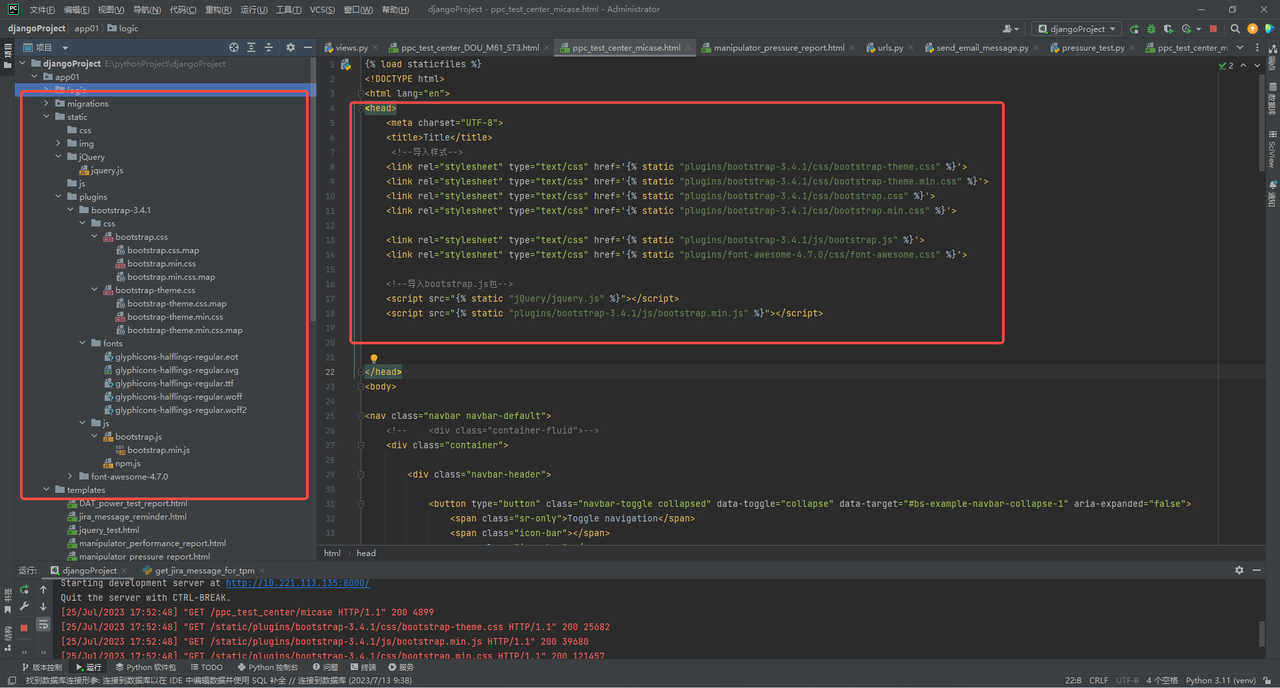 PC 文件(F) 编辑(E) 视图(V) 导航(N) 代码(C) 重构(R) 运行(U) 工具(T) VCS(S) 窗口(W) 帮助(H) djangoProject - ppc_test_center_micase.html - Administrator
djangoProject › app01 › logic
djangoProject
项目
views.py
ppc_test_center_DOU_M61_ST3.html
ppc_test_center_micase.html
manipulator_pressure_report.html
urls.py
send_email_message.py
pressure_test.py
ppc_test_center_m
djangoProject E:\pythonProject\djangoProject
app01
logic
migrations
static
css
img
jQuery
jquery.js
js
plugins
bootstrap-3.4.1
css
bootstrap.css
bootstrap.css.map
bootstrap.min.css
bootstrap.min.css.map
bootstrap-theme.css
bootstrap-theme.css.map
bootstrap-theme.min.css
bootstrap-theme.min.css.map
fonts
glyphicons-halflings-regular.eot
glyphicons-halflings-regular.svg
glyphicons-halflings-regular.ttf
glyphicons-halflings-regular.woff
glyphicons-halflings-regular.woff2
js
bootstrap.js
bootstrap.min.js
npm.js
font-awesome-4.7.0
templates
DAT_power_test_report.html
jira_message_reminder.html
jquery_test.html
manipulator_performance_report.html
manipulator_pressure_report.html
1 {% load staticfiles %}
2 <!DOCTYPE html>
3 <html lang="en">
4 <head>
5 <meta charset="UTF-8">
6 <title>Title</title>
7 <!--导入样式-->
8 <link rel="stylesheet" type="text/css" href='{% static "plugins/bootstrap-3.4.1/css/bootstrap-theme.css" %}'>
9 <link rel="stylesheet" type="text/css" href='{% static "plugins/bootstrap-3.4.1/css/bootstrap-theme.min.css" %}'>
10 <link rel="stylesheet" type="text/css" href='{% static "plugins/bootstrap-3.4.1/css/bootstrap.css" %}'>
11 <link rel="stylesheet" type="text/css" href='{% static "plugins/bootstrap-3.4.1/css/bootstrap.min.css" %}'>
12
13 <link rel="stylesheet" type="text/css" href='{% static "plugins/bootstrap-3.4.1/js/bootstrap.js" %}'>
14 <link rel="stylesheet" type="text/css" href='{% static "plugins/font-awesome-4.7.0/css/font-awesome.css" %}'>
15
16 <!--导入bootstrap.js包-->
17 <script src="{% static "jQuery/jquery.js" %}"></script>
18 <script src="{% static "plugins/bootstrap-3.4.1/js/bootstrap.min.js" %}"></script>
19
20
21
22 </head>
23 <body>
24
25 <nav class="navbar navbar-default">
26 <!-- <div class="container-fluid">-->
27 <div class="container">
28
29 <div class="navbar-header">
30
31 <button type="button" class="navbar-toggle collapsed" data-toggle="collapse" data-target="#bs-example-navbar-collapse-1" aria-expanded="false">
32 <span class="sr-only">Toggle navigation</span>
33 <span class="icon-bar"></span>
2
数据库
SciView
通知
html › head
运行: djangoProject get_jira_message_for_tpm
Starting development server at http://10.221.113.135:8000/
Quit the server with CTRL-BREAK.
[25/Jul/2023 17:52:48] "GET /ppc_test_center/micase HTTP/1.1" 200 4899
[25/Jul/2023 17:52:48] "GET /static/plugins/bootstrap-3.4.1/css/bootstrap-theme.css HTTP/1.1" 200 25682
[25/Jul/2023 17:52:48] "GET /static/plugins/bootstrap-3.4.1/js/bootstrap.min.js HTTP/1.1" 200 39680
[25/Jul/2023 17:52:48] "GET /static/plugins/bootstrap-3.4.1/css/bootstrap.min.css HTTP/1.1" 200 121457
版本控制 运行 Python 软件包 TODO Python 控制台 问题 终端 服务
找到数据库连接形参: 连接到数据库以在 IDE 中编辑数据并使用 SQL 补全 // 连接到数据库 (2023/7/13 9:38)
22:8 CRLF UTF-8 4 个空格 Python 3.11 (venv)